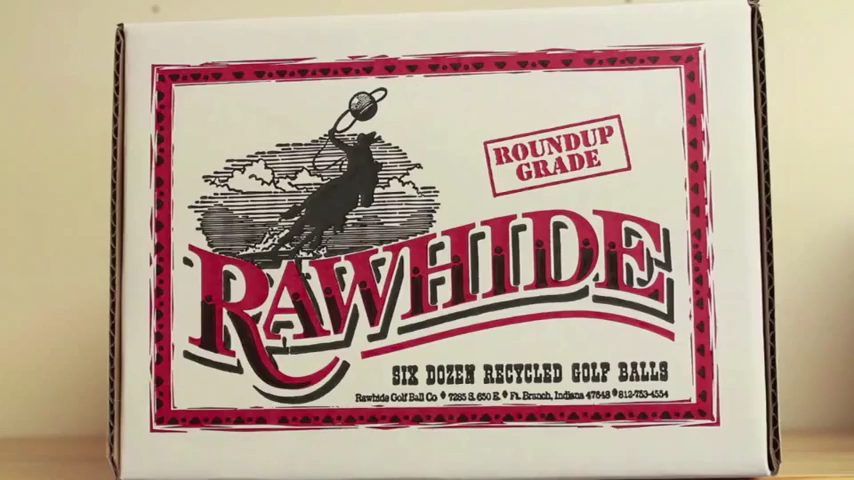 ROUNDUP
GRADE
RAWHIDE
SIX DOZEN RECYCLED GOLF BALLS
Rawhide Golf Ball Co ♦ 7285 S. 650 E. ♦ Ft. Branch, Indiana 47648 ♦ 812-753-4554